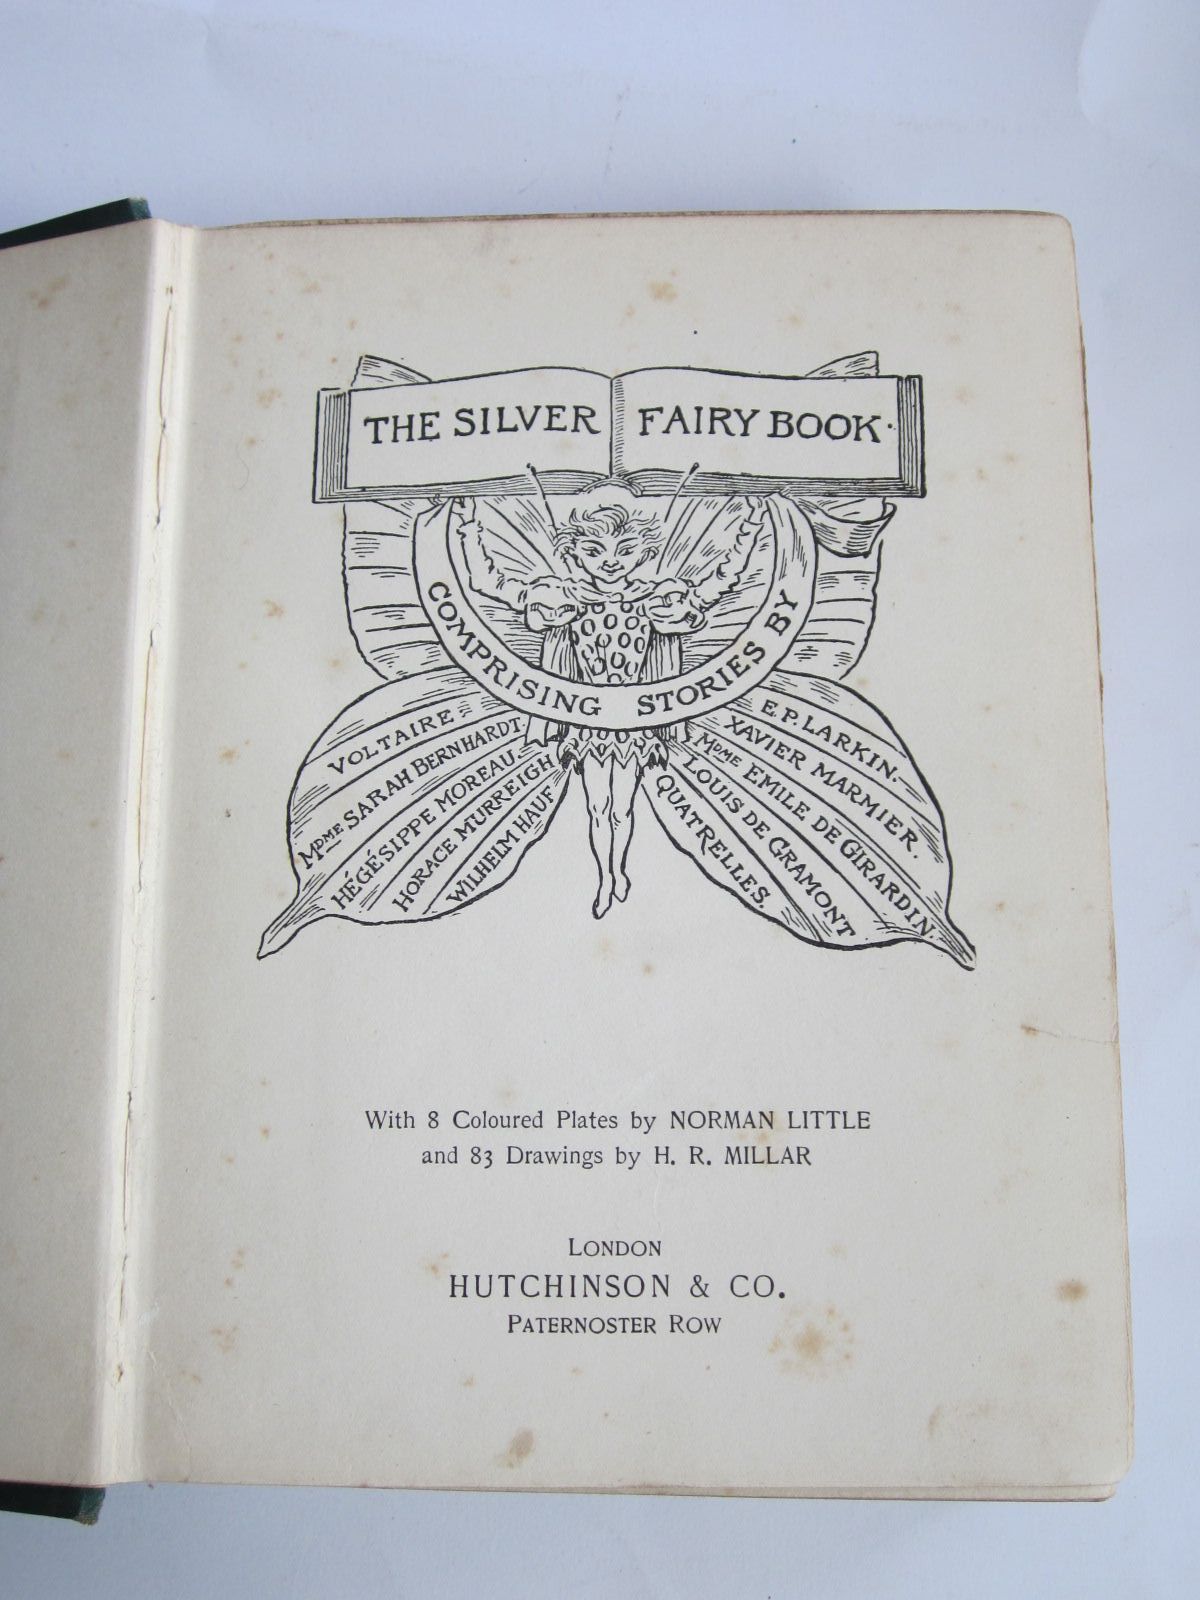 THE SILVER FAIRY BOOK.
COMPRISING STORIES BY
VOLTAIRE
MDME SARAH BERNHARDT.
HÉGÉSIPPE MOREAU.
HORACE MURREIGH
WILHELM HAUF
E.P. LARKIN.
XAVIER MARMIER.
MDME EMILE DE GIRARDIN.
LOUIS DE GRAMONT
QUATRELLES.
With 8 Coloured Plates by NORMAN LITTLE
and 83 Drawings by H. R. MILLAR
LONDON
HUTCHINSON & CO.
PATERNOSTER ROW